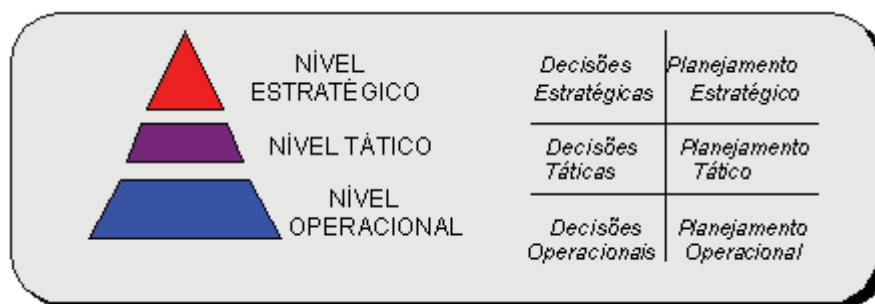 NÍVEL
ESTRATÉGICO
Decisões
Estratégicas
Planejamento
Estratégico
NÍVEL TÁTICO
Decisões
Táticas
Planejamento
Tático
NÍVEL
OPERACIONAL
Decisões
Operacionais
Planejamento
Operacional